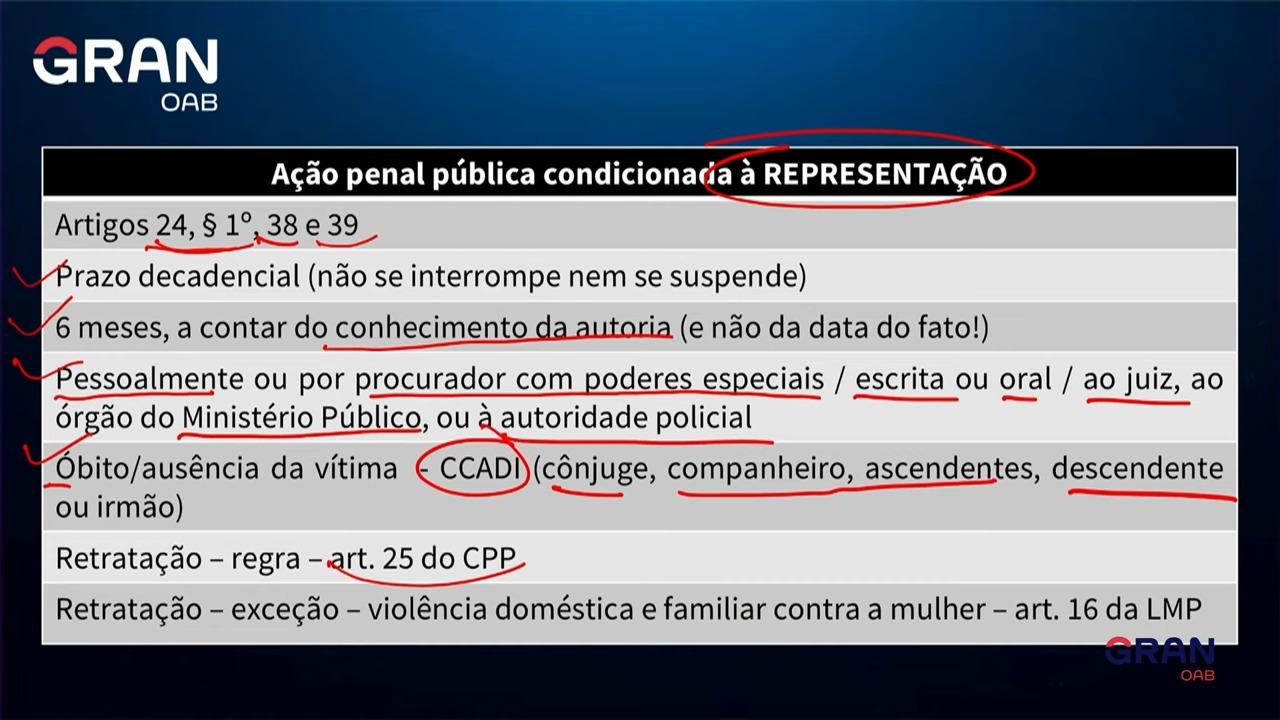 GRAN
OAB
Ação penal pública condicionada à REPRESENTAÇÃO
Artigos 24, § 1º, 38 e 39
Prazo decadencial (não se interrompe nem se suspende)
6 meses, a contar do conhecimento da autoria (e não da data do fato!)
Pessoalmente ou por procurador com poderes especiais / escrita ou oral / ao juiz, ao
órgão do Ministério Público, ou à autoridade policial
Óbito/ausência da vítima - CCADI (cônjuge, companheiro, ascendentes, descendente
ou irmão)
Retratação – regra – art. 25 do CPP
Retratação – exceção – violência doméstica e familiar contra a mulher – art. 16 da LMP
GRAN
OAB